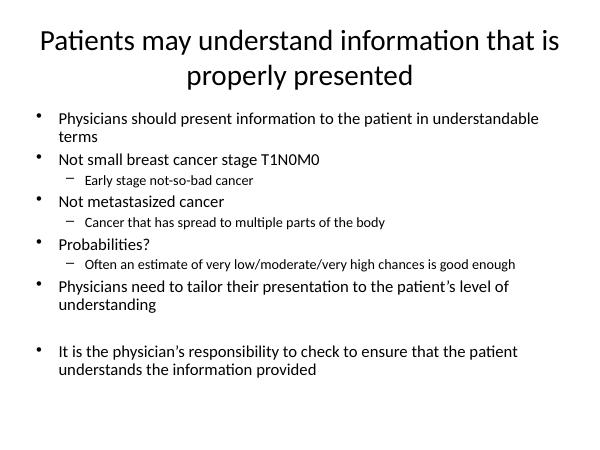 Patients may understand information that is
properly presented
• Physicians should present information to the patient in understandable
terms
• Not small breast cancer stage T1N0M0
– Early stage not-so-bad cancer
• Not metastasized cancer
– Cancer that has spread to multiple parts of the body
• Probabilities?
– Often an estimate of very low/moderate/very high chances is good enough
• Physicians need to tailor their presentation to the patient’s level of
understanding
• It is the physician’s responsibility to check to ensure that the patient
understands the information provided